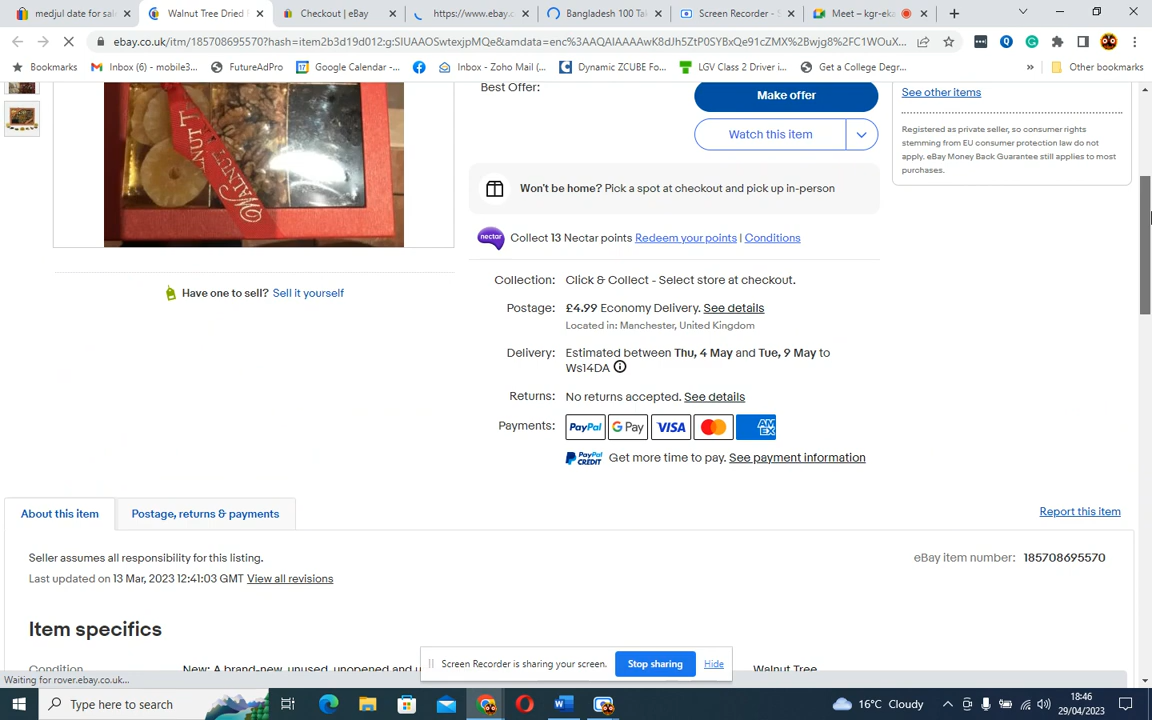 medjul date for sale
Walnut Tree Dried F
Checkout | eBay
https://www.ebay.c
Bangladesh 100 Tak
Screen Recorder - S
Meet – kgr-eka
ebay.co.uk/itm/185708695570?hash=item2b3d19d012:g:SIUAAOSwtexjpMQe&amdata=enc%3AAQAIAAAAwK8dJh5ZtP0SYBxQe91cZMX%2Bwjg8%2FC1WOuX...
Bookmarks
Inbox (6) - mobile3...
FutureAdPro
Google Calendar -...
Inbox - Zoho Mail (...
Dynamic ZCUBE Fo...
LGV Class 2 Driver i...
Get a College Degr...
»
Other bookmarks
Best Offer:
Make offer
See other items
Watch this item
Registered as private seller, so consumer rights
stemming from EU consumer protection law do not
apply. eBay Money Back Guarantee still applies to most
purchases.
WALNUT T
Walnut T
Won't be home? Pick a spot at checkout and pick up in-person
nectar Collect 13 Nectar points Redeem your points | Conditions
Collection: Click & Collect - Select store at checkout.
Have one to sell? Sell it yourself
Postage: £4.99 Economy Delivery. See details
Located in: Manchester, United Kingdom
Delivery: Estimated between Thu, 4 May and Tue, 9 May to
Ws14DA
Returns: No returns accepted. See details
Payments: PayPal G Pay VISA AM EX
PayPal CREDIT Get more time to pay. See payment information
About this item
Postage, returns & payments
Report this item
Seller assumes all responsibility for this listing.
eBay item number: 185708695570
Last updated on 13 Mar, 2023 12:41:03 GMT View all revisions
Item specifics
Condition
New: A brand-new, unused, unopened and u
Walnut Tree
Screen Recorder is sharing your screen.
Stop sharing
Hide
Waiting for rover.ebay.co.uk...
Type here to search
16°C Cloudy
18:46
29/04/2023